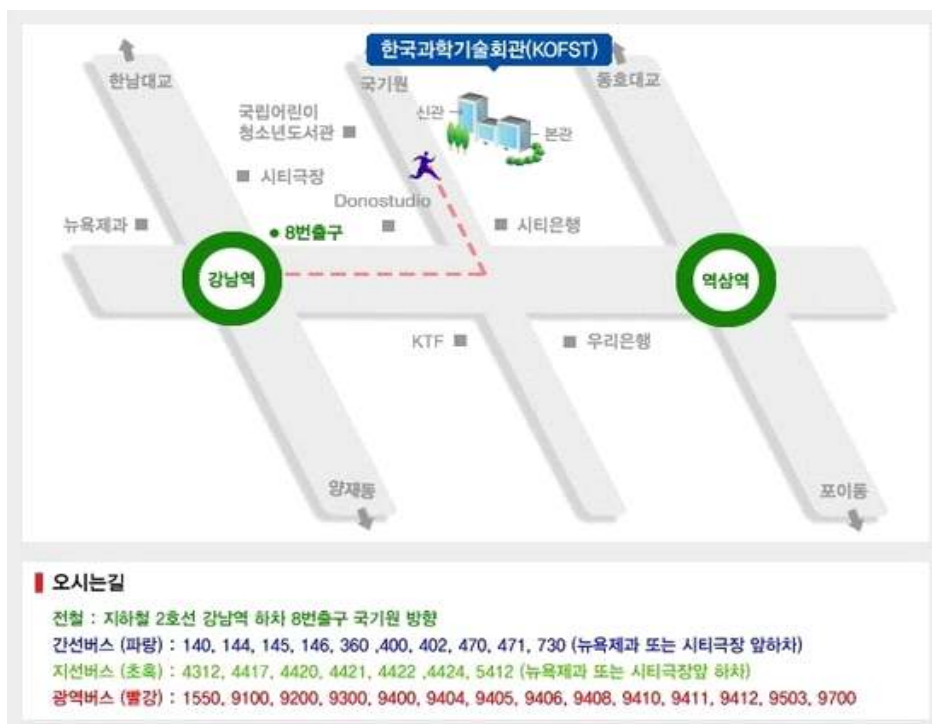 한국과학기술회관(KOFST)
한남대교
국기원
동호대교
국립어린이
청소년도서관
신관
본관
시티극장
Donostudio
뉴욕제과
8번출구
시티은행
강남역
역삼역
KTF
우리은행
양재동
포이동
오시는길
전철 : 지하철 2호선 강남역 하차 8번출구 국기원 방향
간선버스 (파랑) : 140, 144, 145, 146, 360 ,400, 402, 470, 471, 730 (뉴욕제과 또는 시티극장 앞하차)
지선버스 (초록) : 4312, 4417, 4420, 4421, 4422 ,4424, 5412 (뉴욕제과 또는 시티극장앞 하차)
광역버스 (빨강) : 1550, 9100, 9200, 9300, 9400, 9404, 9405, 9406, 9408, 9410, 9411, 9412, 9503, 9700